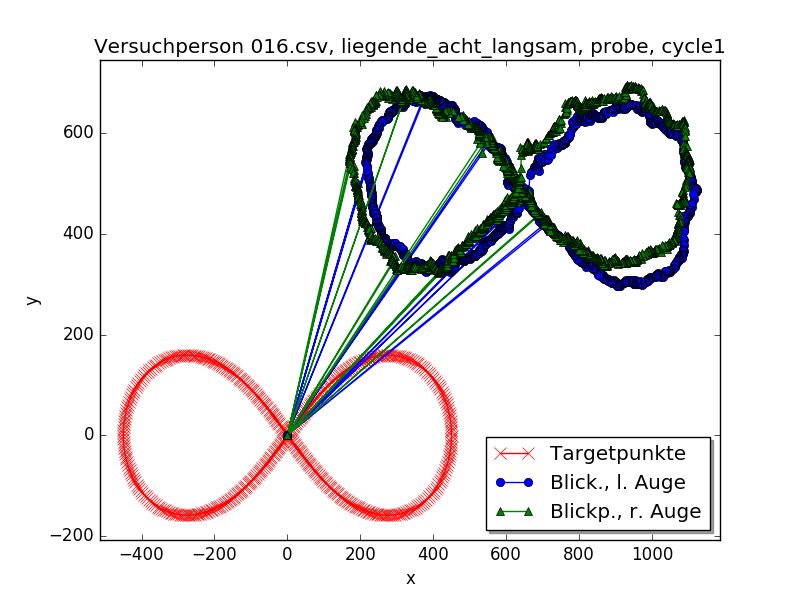 Versuchperson 016.csv, liegende_acht_langsam, probe, cycle1
y
600
400
200
0
−200
−400
−200
0
200
400
600
800
1000
x
Targetpunkte
Blick., l. Auge
Blickp., r. Auge